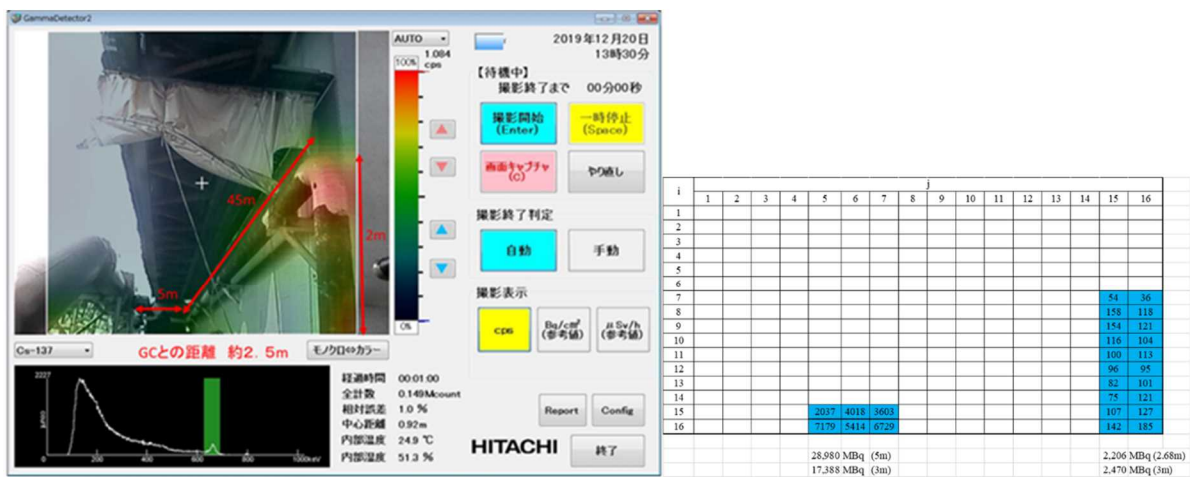 GammaDetector2
AUTO
100%
1.084
cps
0%
45m
2m
5m
Cs-137
GCとの距離 約2.5m
モノクロ⇔カラー
2227
200 400 600 800 1000keV
経過時間 00:01:00
全計数 0.149Mcount
相対誤差 1.0 %
中心距離 0.92m
内部温度 24.9 ℃
内部湿度 51.3 %
2019年12月20日
13時30分
【待機中】
撮影終了まで 00分00秒
撮影開始
(Enter)
一時停止
(Space)
画面キャプチャ
(C)
やり直し
撮影終了判定
自動
手動
撮影表示
cps
Bq/cm²
(参考値)
μSv/h
(参考値)
Report
Config
HITACHI
終了
i j
1 2 3 4 5 6 7 8 9 10 11 12 13 14 15 16
1
2
3
4
5
6
7 54 36
8 158 118
9 154 121
10 116 104
11 100 113
12 96 95
13 82 101
14 75 121
15 2037 4018 3603 107 127
16 7179 5414 6729 142 185
28,980 MBq (5m) 2,206 MBq (2.68m)
17,388 MBq (3m) 2,470 MBq (3m)